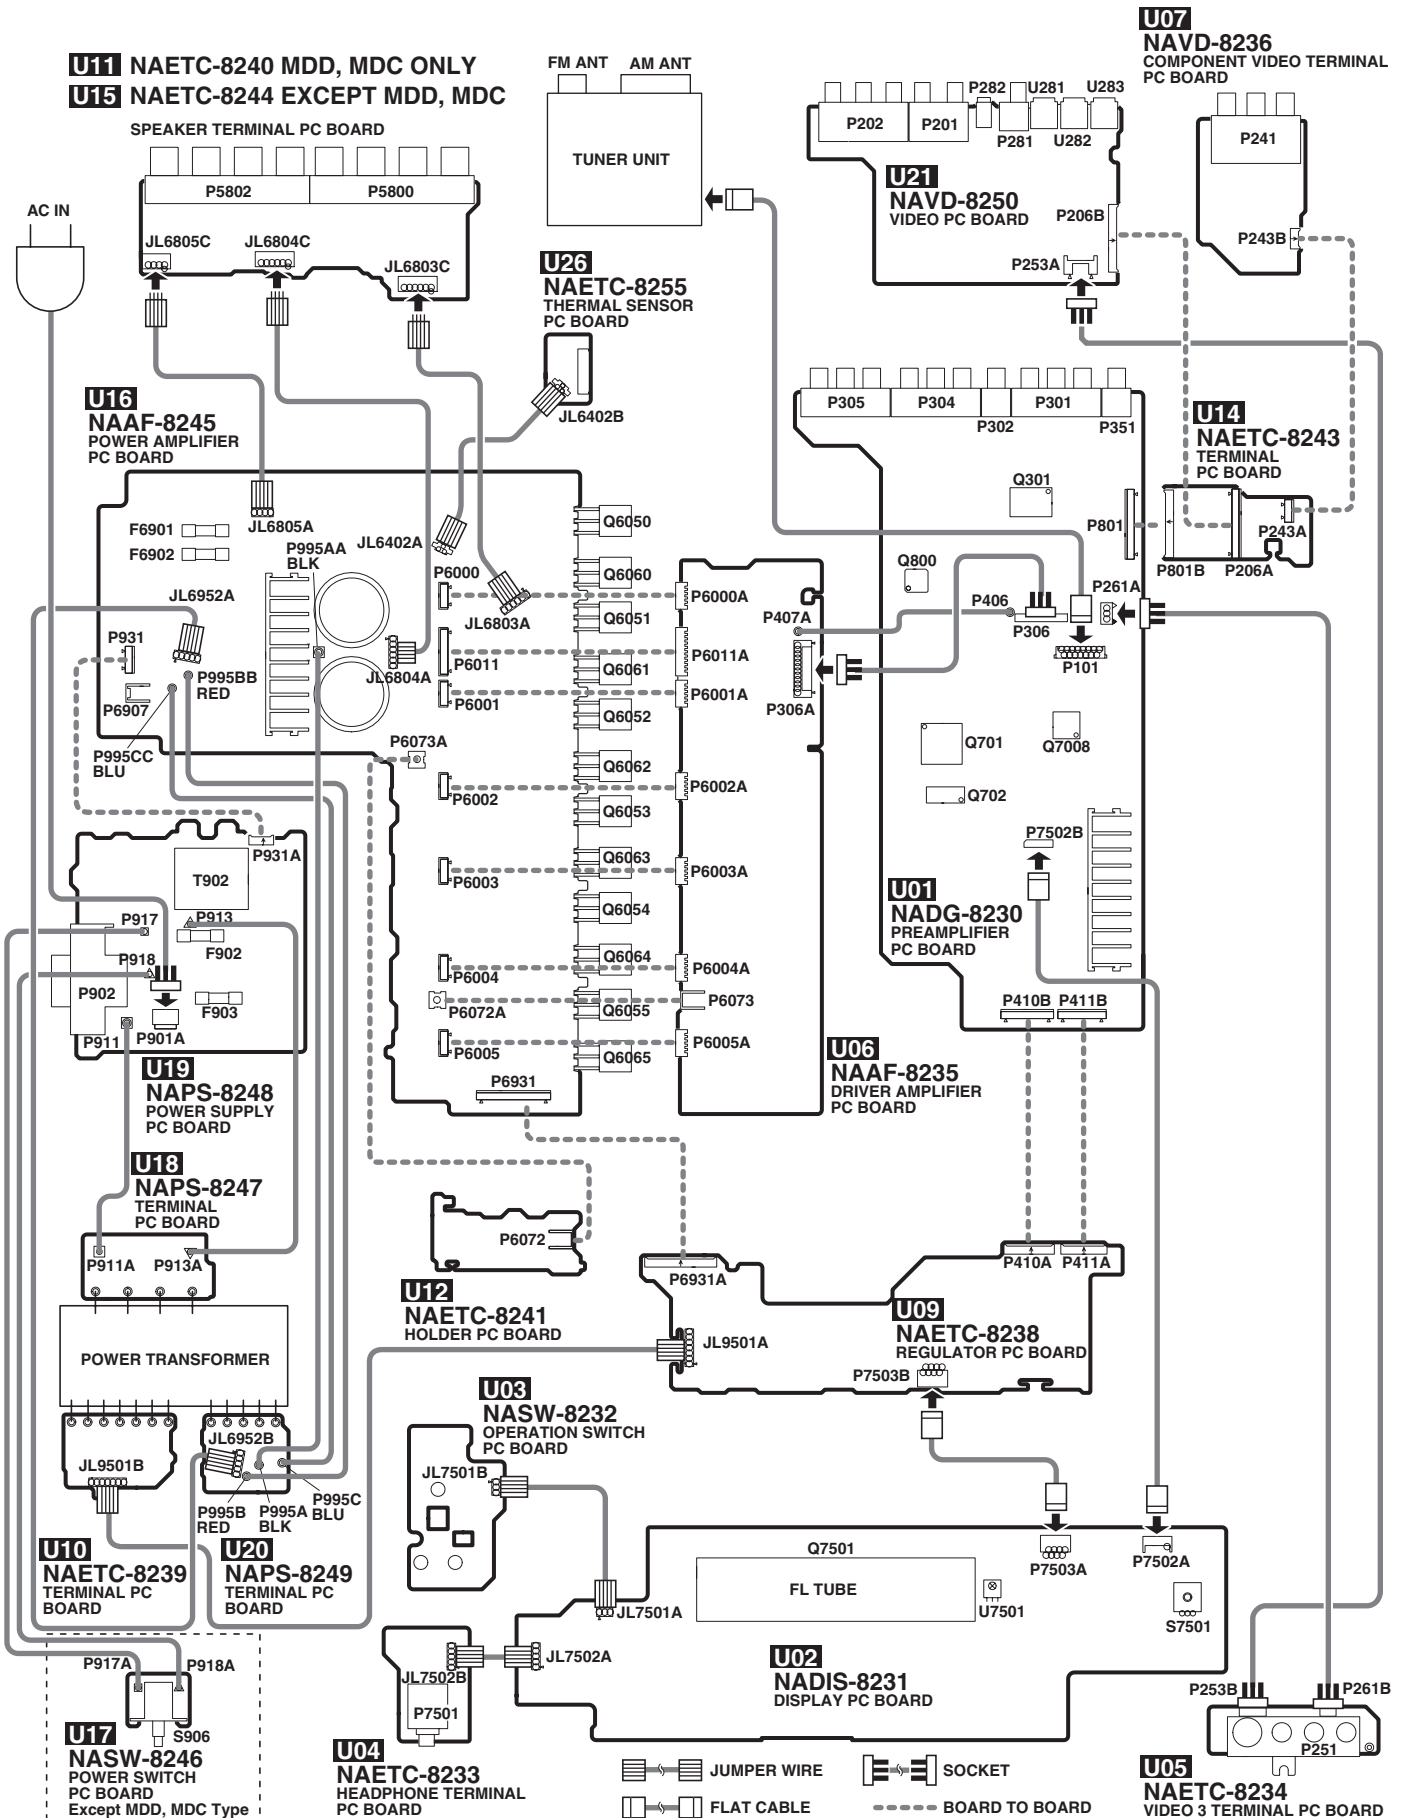 U11 NAETC-8240 MDD, MDC ONLY
U15 NAETC-8244 EXCEPT MDD, MDC
SPEAKER TERMINAL PC BOARD
P5802
P5800
JL6805C
JL6804C
JL6803C
AC IN
FM ANT
AM ANT
TUNER UNIT
U26
NAETC-8255
THERMAL SENSOR
PC BOARD
JL6402B
P282
U281
U283
P202
P201
P281
U282
U21
NAVD-8250
VIDEO PC BOARD
P206B
P253A
U07
NAVD-8236
COMPONENT VIDEO TERMINAL
PC BOARD
P241
P243B
U16
NAAF-8245
POWER AMPLIFIER
PC BOARD
F6901
F6902
JL6805A
P995AA
BLK
JL6402A
JL6952A
P931
P6907
P995BB
RED
P995CC
BLU
P6000
JL6803A
P6011
JL6804A
P6001
P6073A
P6002
P6003
P6004
P6072A
P6005
P6931
Q6050
Q6060
Q6051
Q6061
Q6052
Q6062
Q6053
Q6063
Q6054
Q6064
Q6055
Q6065
P6000A
P6011A
P6001A
P6002A
P6003A
P6004A
P6073
P6005A
P407A
P306A
U06
NAAF-8235
DRIVER AMPLIFIER
PC BOARD
P305
P304
P302
P301
P351
Q301
Q800
P801
P406
P306
P261A
P101
Q701
Q7008
Q702
P7502B
U01
NADG-8230
PREAMPLIFIER
PC BOARD
P410B
P411B
U14
NAETC-8243
TERMINAL
PC BOARD
P243A
P801B
P206A
P931A
T902
P917
P913
F902
P918
P902
F903
P911
P901A
U19
NAPS-8248
POWER SUPPLY
PC BOARD
U18
NAPS-8247
TERMINAL
PC BOARD
P911A
P913A
POWER TRANSFORMER
JL9501B
JL6952B
P995B
RED
P995A
BLK
P995C
BLU
U10
NAETC-8239
TERMINAL PC
BOARD
U20
NAPS-8249
TERMINAL PC
BOARD
P6072
U12
NAETC-8241
HOLDER PC BOARD
P6931A
P410A
P411A
JL9501A
U09
NAETC-8238
REGULATOR PC BOARD
P7503B
U03
NASW-8232
OPERATION SWITCH
PC BOARD
JL7501B
JL7501A
Q7501
FL TUBE
U7501
P7503A
P7502A
S7501
JL7502A
U02
NADIS-8231
DISPLAY PC BOARD
JL7502B
P7501
U04
NAETC-8233
HEADPHONE TERMINAL
PC BOARD
P917A
P918A
S906
U17
NASW-8246
POWER SWITCH
PC BOARD
Except MDD, MDC Type
P253B
P261B
P251
U05
NAETC-8234
VIDEO 3 TERMINAL PC BOARD
JUMPER WIRE
SOCKET
FLAT CABLE
BOARD TO BOARD